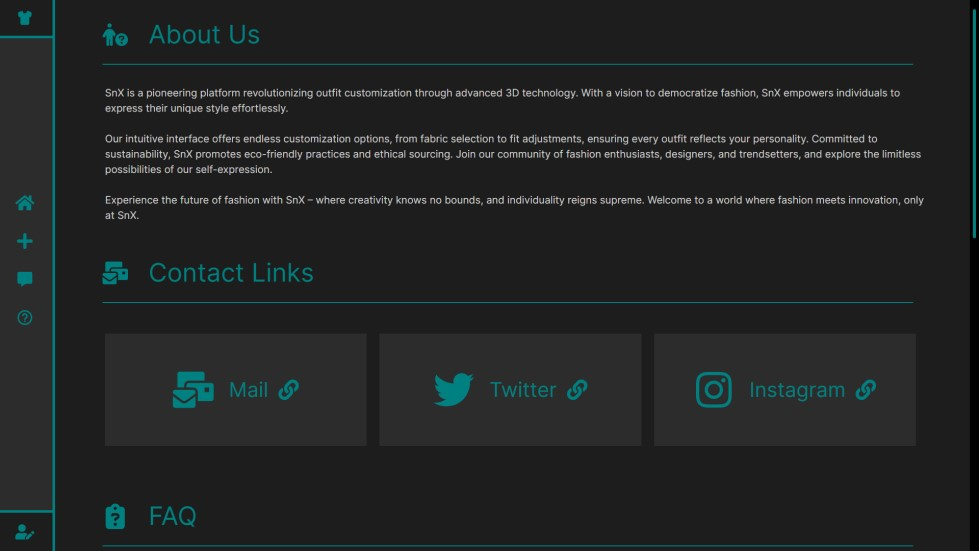 About Us
SnX is a pioneering platform revolutionizing outfit customization through advanced 3D technology. With a vision to democratize fashion, SnX empowers individuals to
express their unique style effortlessly.
Our intuitive interface offers endless customization options, from fabric selection to fit adjustments, ensuring every outfit reflects your personality. Committed to
sustainability, SnX promotes eco-friendly practices and ethical sourcing. Join our community of fashion enthusiasts, designers, and trendsetters, and explore the limitless
possibilities of our self-expression.
Experience the future of fashion with SnX – where creativity knows no bounds, and individuality reigns supreme. Welcome to a world where fashion meets innovation, only
at SnX.
Contact Links
Mail
Twitter
Instagram
FAQ